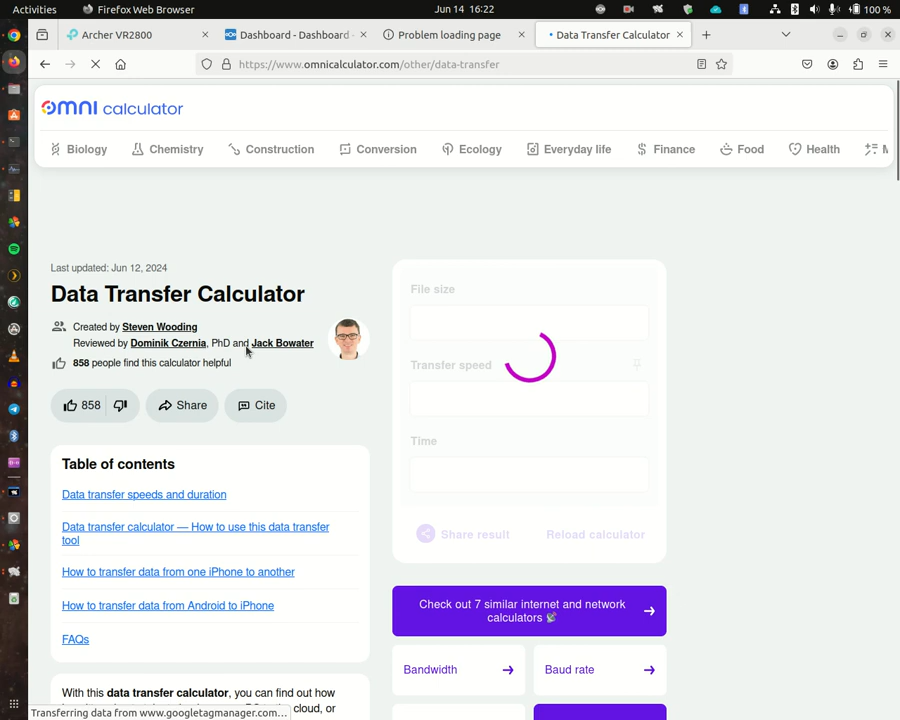 Activities
Firefox Web Browser
Jun 14 16:22
100 %
Archer VR2800
Dashboard - Dashboard
Problem loading page
Data Transfer Calculator
https://www.omnicalculator.com/other/data-transfer
OMNI calculator
Biology
Chemistry
Construction
Conversion
Ecology
Everyday life
Finance
Food
Health
M
Last updated: Jun 12, 2024
Data Transfer Calculator
Created by Steven Wooding
Reviewed by Dominik Czernia, PhD and Jack Bowater
858 people find this calculator helpful
858
Share
Cite
Table of contents
Data transfer speeds and duration
Data transfer calculator — How to use this data transfer
tool
How to transfer data from one iPhone to another
How to transfer data from Android to iPhone
FAQs
With this data transfer calculator, you can find out how
the cloud, or
File size
Transfer speed
Time
Share result
Reload calculator
Check out 7 similar internet and network
calculators
Bandwidth
Baud rate
Transferring data from www.googletagmanager.com…